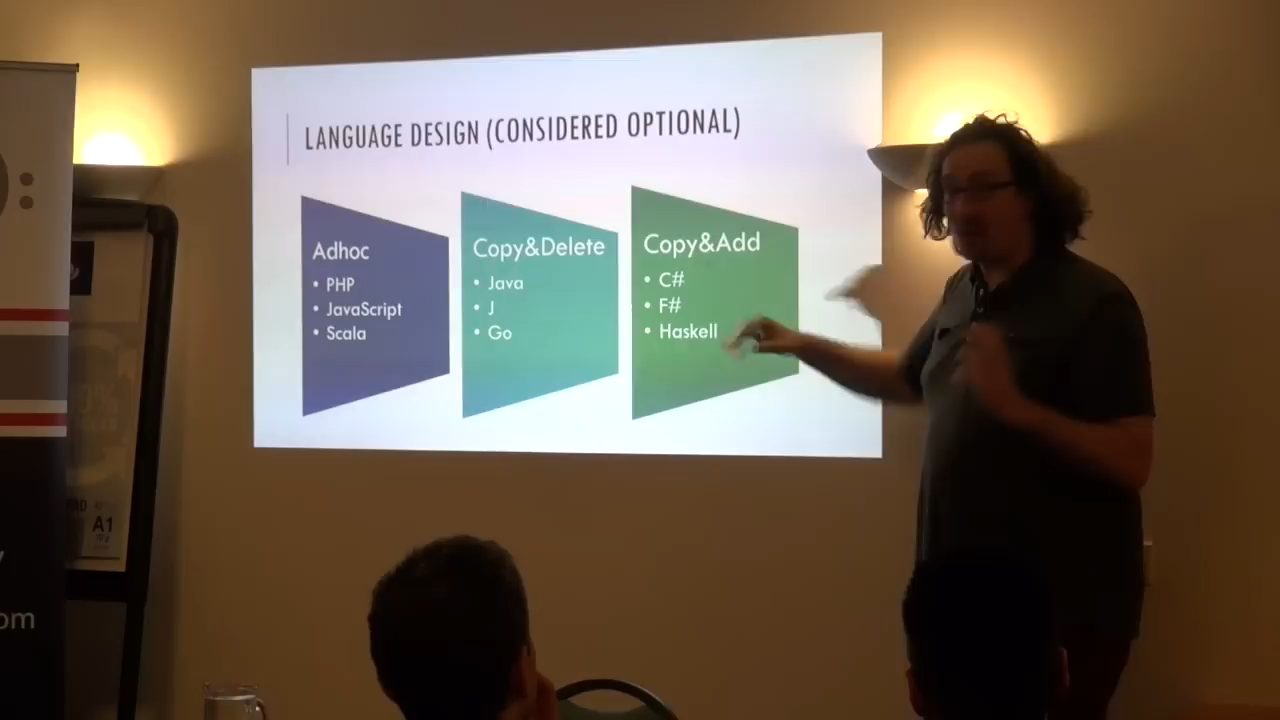 LANGUAGE DESIGN (CONSIDERED OPTIONAL)
Adhoc
• PHP
• JavaScript
• Scala
Copy&Delete
• Java
• J
• Go
Copy&Add
• C#
• F#
• Haskell
A1
om